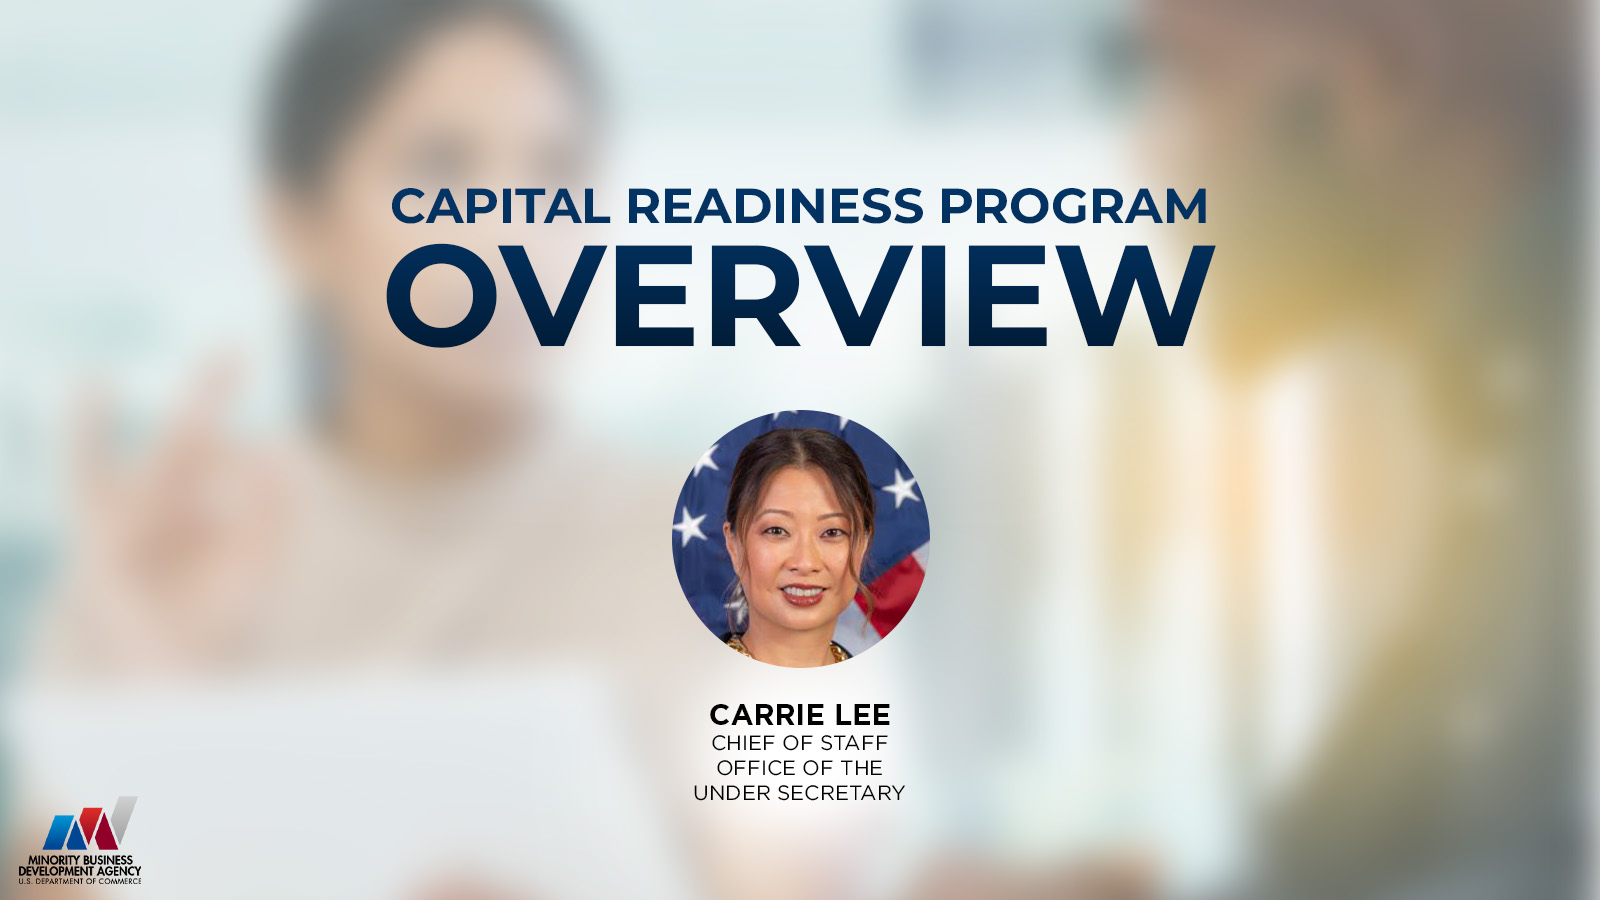 CAPITAL READINESS PROGRAM
OVERVIEW
CARRIE LEE
CHIEF OF STAFF
OFFICE OF THE
UNDER SECRETARY
MINORITY BUSINESS
DEVELOPMENT AGENCY
U.S. DEPARTMENT OF COMMERCE